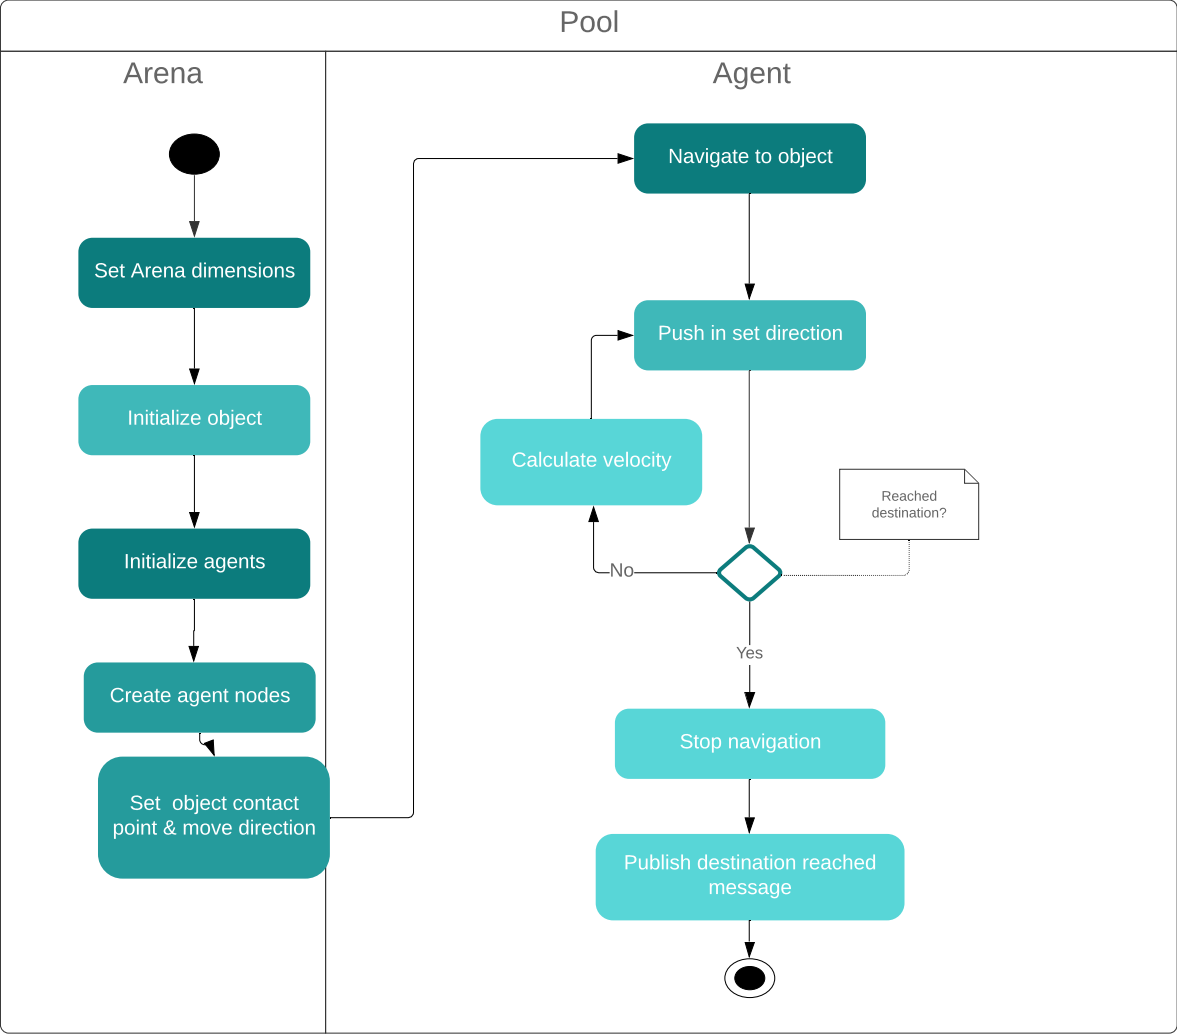 Pool
Arena
Agent
Set Arena dimensions
Initialize object
Initialize agents
Create agent nodes
Set  object contact
point & move direction
Navigate to object
Push in set direction
Calculate velocity
Reached
destination?
No
Yes
Stop navigation
Publish destination reached
message